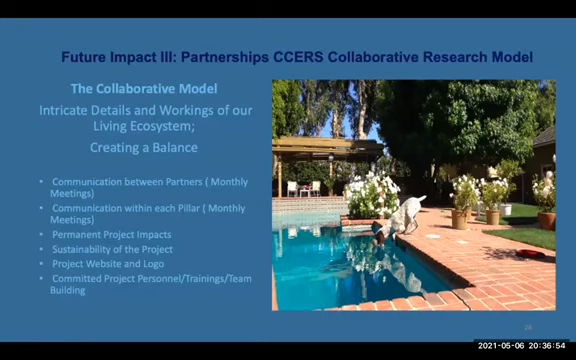 Future Impact III: Partnerships CCERS Collaborative Research Model
The Collaborative Model
Intricate Details and Workings of our
Living Ecosystem;
Creating a Balance
• Communication between Partners ( Monthly
Meetings)
• Communication within each Pillar ( Monthly
Meetings)
• Permanent Project Impacts
• Sustainability of the Project
• Project Website and Logo
• Committed Project Personnel/Trainings/Team
Building
28
2021-05-06 20:36:54